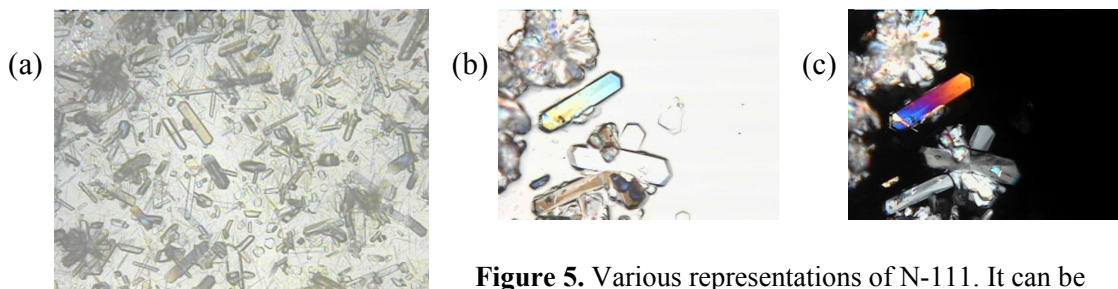 (a)
(b)
(c)
Figure 5. Various representations of N-111. It can be